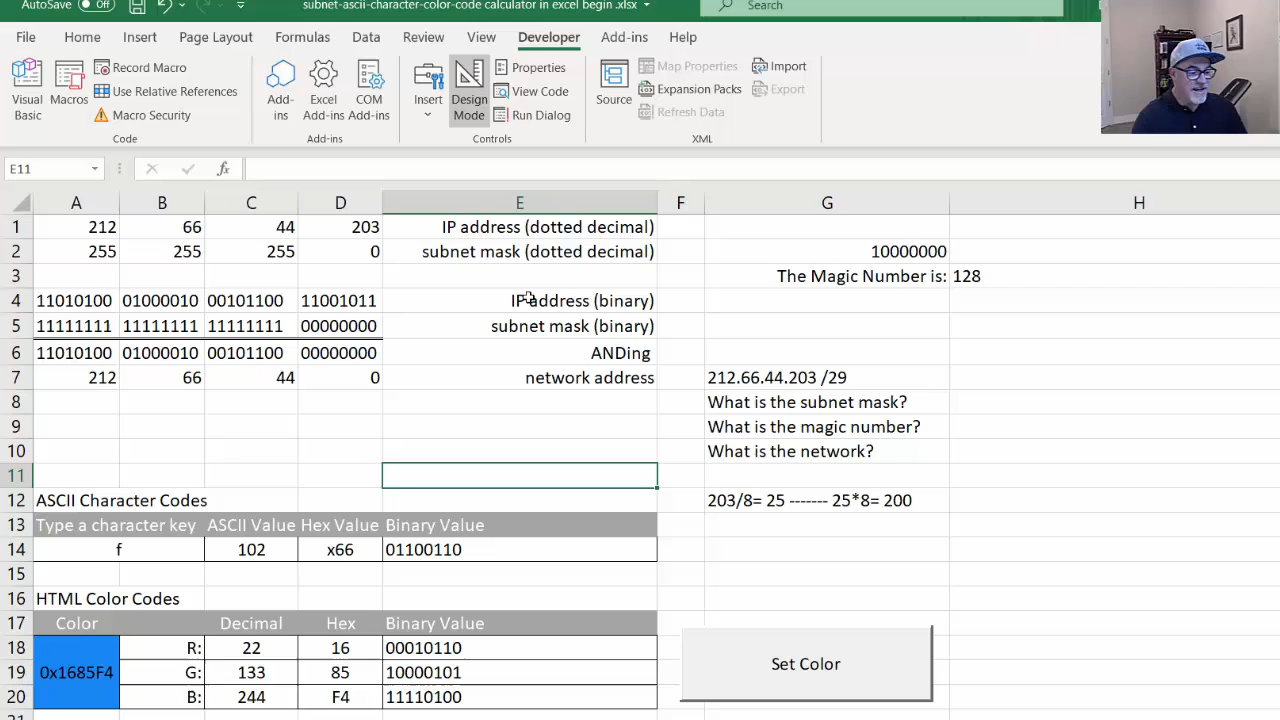 AutoSave Off subnet-ascii-character-color-code calculator in excel begin .xlsx Search
File Home Insert Page Layout Formulas Data Review View Developer Add-ins Help
Visual Basic
Macros
Record Macro
Use Relative References
Macro Security
Code
Add-ins
Excel Add-ins
COM Add-ins
Add-ins
Insert
Design Mode
Properties
View Code
Run Dialog
Controls
Source
Map Properties
Expansion Packs
Refresh Data
Import
Export
XML
E11 fx
A B C D E F G H
1 212 66 44 203 IP address (dotted decimal)
2 255 255 255 0 subnet mask (dotted decimal) 10000000
3 The Magic Number is: 128
4 11010100 01000010 00101100 11001011 IP address (binary)
5 11111111 11111111 11111111 00000000 subnet mask (binary)
6 11010100 01000010 00101100 00000000 ANDing
7 212 66 44 0 network address 212.66.44.203 /29
8 What is the subnet mask?
9 What is the magic number?
10 What is the network?
11
12 ASCII Character Codes 203/8= 25 ------- 25*8= 200
13 Type a character key ASCII Value Hex Value Binary Value
14 f 102 x66 01100110
15
16 HTML Color Codes
17 Color Decimal Hex Binary Value
18 R: 22 16 00010110
19 0x1685F4 G: 133 85 10000101
20 B: 244 F4 11110100
Set Color